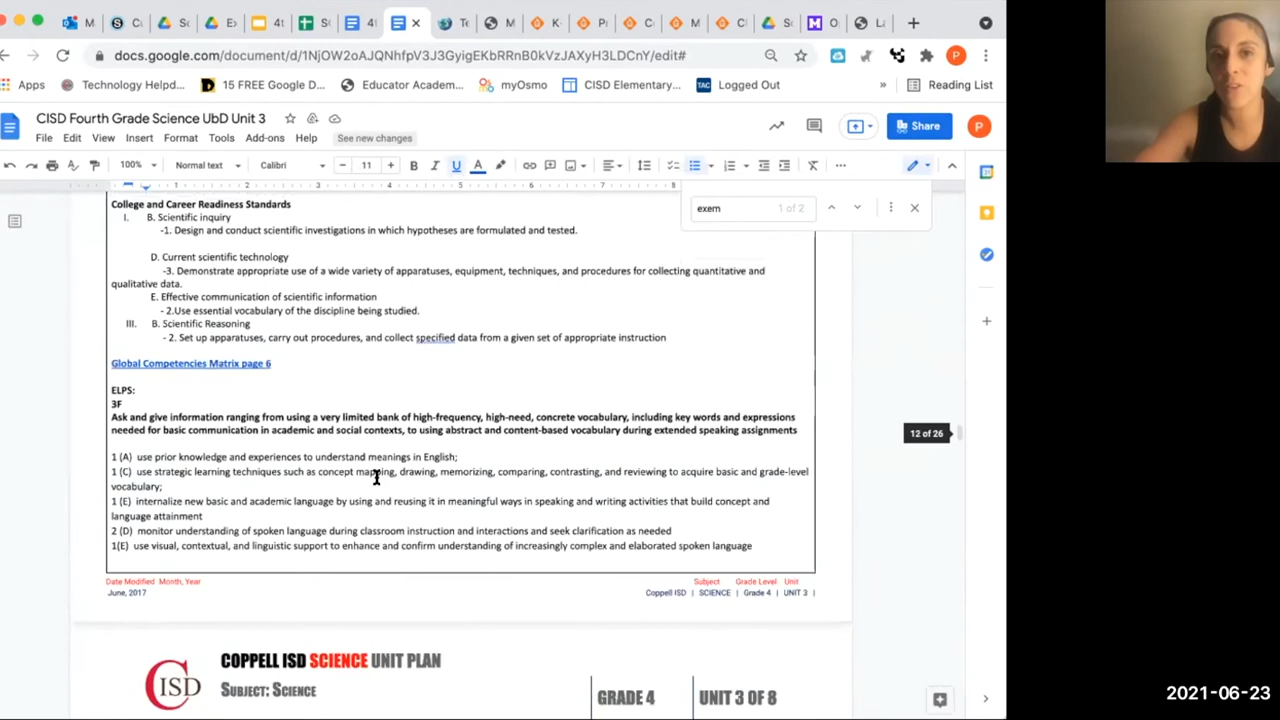 4t
S
C
E
4t
S
4
T
M
K
P
C
M
C
S
O
L
docs.google.com/document/d/1NjOW2oAJQNhfpV3J3GyigEKbRRnB0kVzJAXyH3LDCnY/edit#
P
Apps
Technology Helpd...
15 FREE Google D...
Educator Academ...
myOsmo
CISD Elementary...
TAC
Logged Out
»
Reading List
CISD Fourth Grade Science UbD Unit 3
File Edit View Insert Format Tools Add-ons Help
See new changes
Share
P
100% Normal text Calibri 11 B I U A
1 2 3 4 5 6 7 8
exem 1 of 2
College and Career Readiness Standards
I. B. Scientific inquiry
-1. Design and conduct scientific investigations in which hypotheses are formulated and tested.
D. Current scientific technology
-3. Demonstrate appropriate use of a wide variety of apparatuses, equipment, techniques, and procedures for collecting quantitative and
qualitative data.
E. Effective communication of scientific information
- 2.Use essential vocabulary of the discipline being studied.
III. B. Scientific Reasoning
- 2. Set up apparatuses, carry out procedures, and collect specified data from a given set of appropriate instruction
Global Competencies Matrix page 6
ELPS:
3F
Ask and give information ranging from using a very limited bank of high-frequency, high-need, concrete vocabulary, including key words and expressions
needed for basic communication in academic and social contexts, to using abstract and content-based vocabulary during extended speaking assignments
12 of 26
1 (A) use prior knowledge and experiences to understand meanings in English;
1 (C) use strategic learning techniques such as concept mapping, drawing, memorizing, comparing, contrasting, and reviewing to acquire basic and grade-level
vocabulary;
1 (E) internalize new basic and academic language by using and reusing it in meaningful ways in speaking and writing activities that build concept and
language attainment
2 (D) monitor understanding of spoken language during classroom instruction and interactions and seek clarification as needed
1(E) use visual, contextual, and linguistic support to enhance and confirm understanding of increasingly complex and elaborated spoken language
Date Modified Month, Year
Subject Grade Level Unit
June, 2017
Coppell ISD | SCIENCE | Grade 4 | UNIT 3 |
CISD
COPPELL ISD SCIENCE UNIT PLAN
SUBJECT: SCIENCE
GRADE 4
UNIT 3 OF 8
2021-06-23